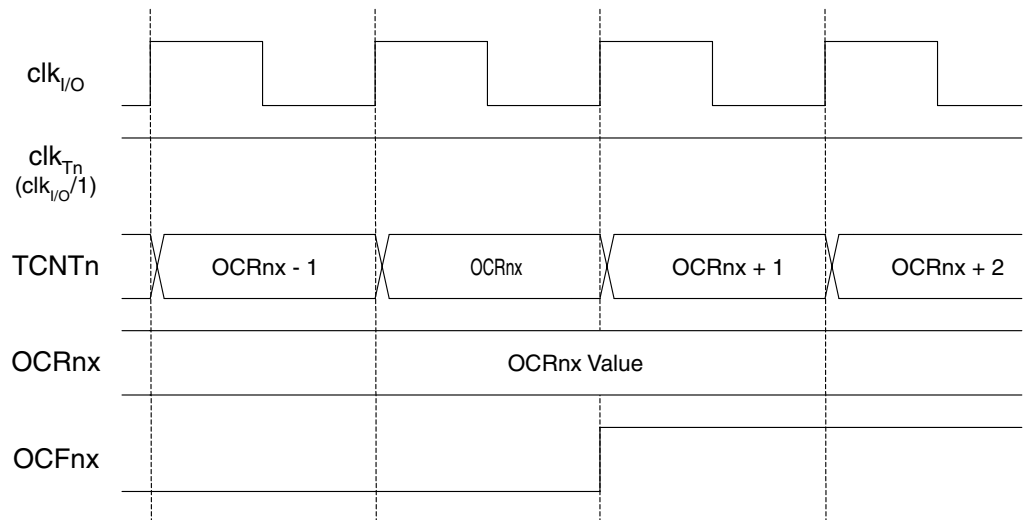 clkI/O
clkTn
(clkI/O/1)
TCNTn
OCRnx - 1
OCRnx
OCRnx + 1
OCRnx + 2
OCRnx
OCRnx Value
OCFnx